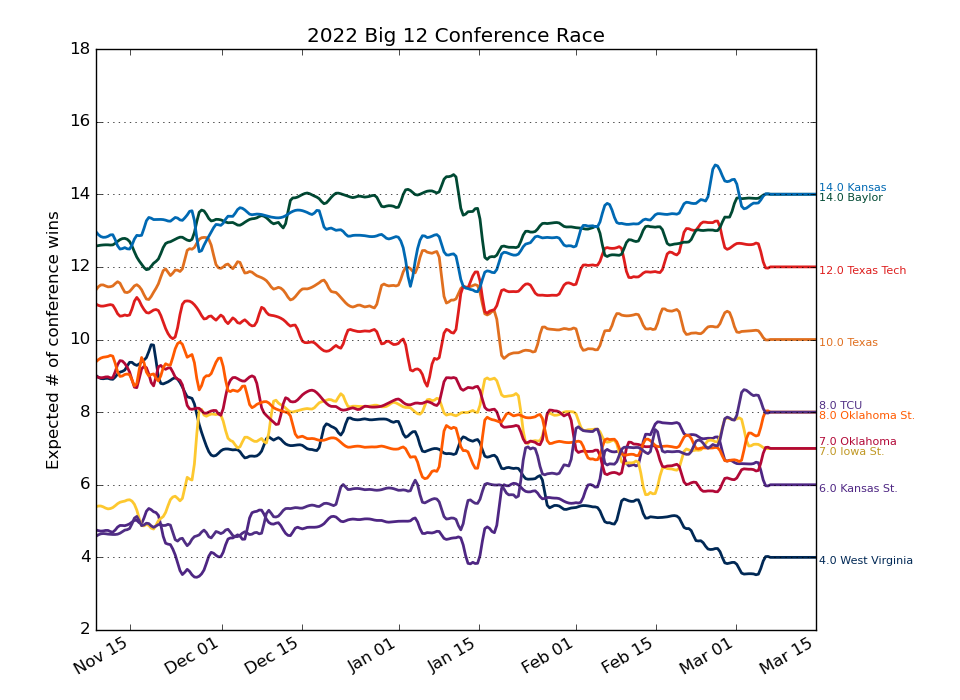 2022 Big 12 Conference Race
Expected # of conference wins
18
16
14
12
10
8
6
4
2
14.0 Kansas
14.0 Baylor
12.0 Texas Tech
10.0 Texas
8.0 TCU
8.0 Oklahoma St.
7.0 Oklahoma
7.0 Iowa St.
6.0 Kansas St.
4.0 West Virginia
Nov 15
Dec 01
Dec 15
Jan 01
Jan 15
Feb 01
Feb 15
Mar 01
Mar 15